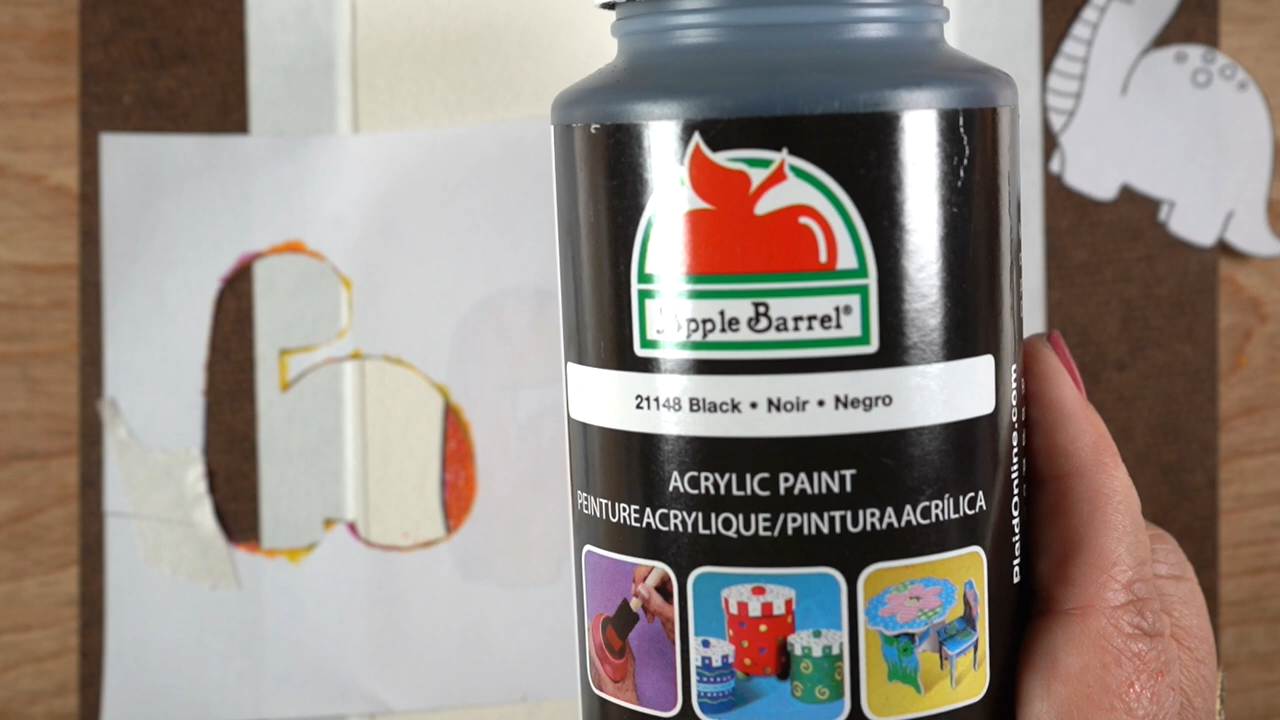 Apple Barrel®
21148 Black • Noir • Negro
ACRYLIC PAINT
PEINTURE ACRYLIQUE/PINTURA ACRÍLICA
PlaidOnline.com